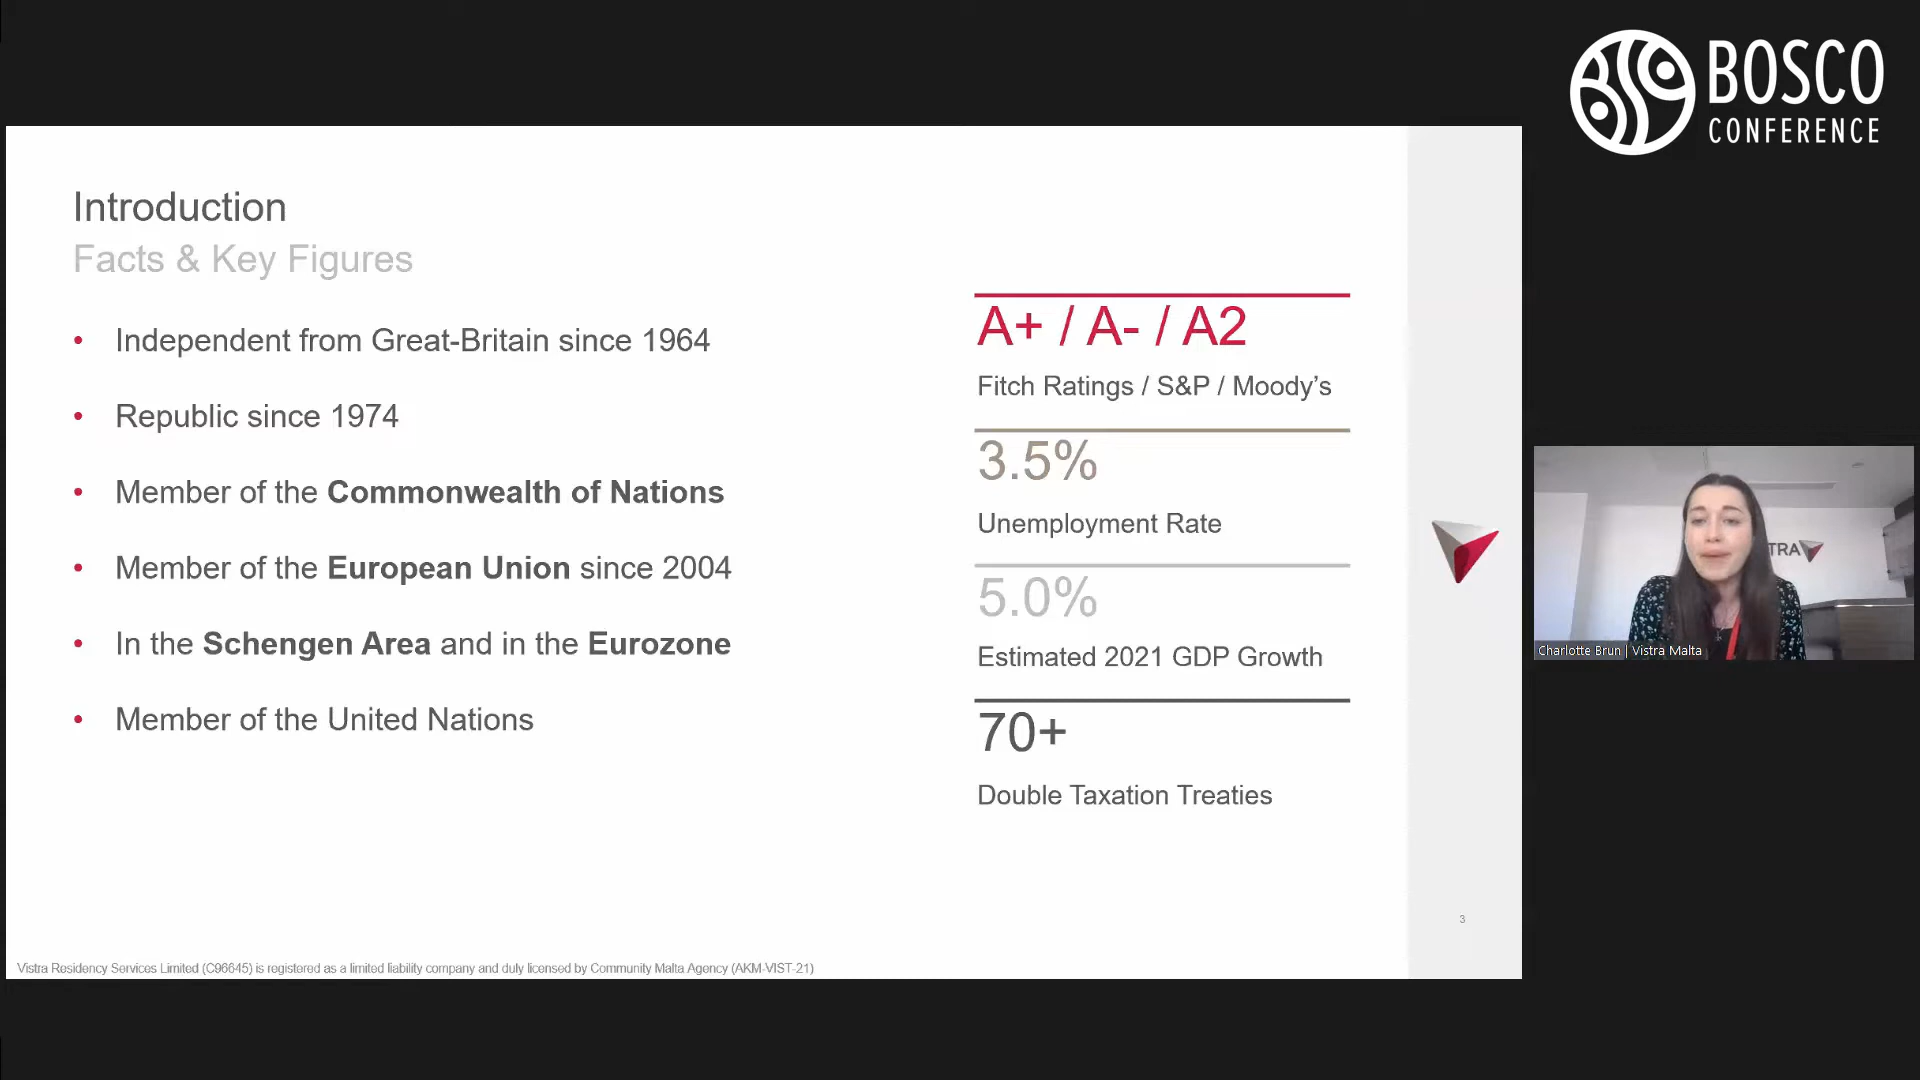 BOSCO
CONFERENCE
Introduction
Facts & Key Figures
• Independent from Great-Britain since 1964
• Republic since 1974
• Member of the Commonwealth of Nations
• Member of the European Union since 2004
• In the Schengen Area and in the Eurozone
• Member of the United Nations
A+ / A- / A2
Fitch Ratings / S&P / Moody’s
3.5%
Unemployment Rate
5.0%
Estimated 2021 GDP Growth
70+
Double Taxation Treaties
3
Vistra Residency Services Limited (C96645) is registered as a limited liability company and duly licensed by Community Malta Agency (AKM-VIST-21)
TRA
Charlotte Brun | Vistra Malta